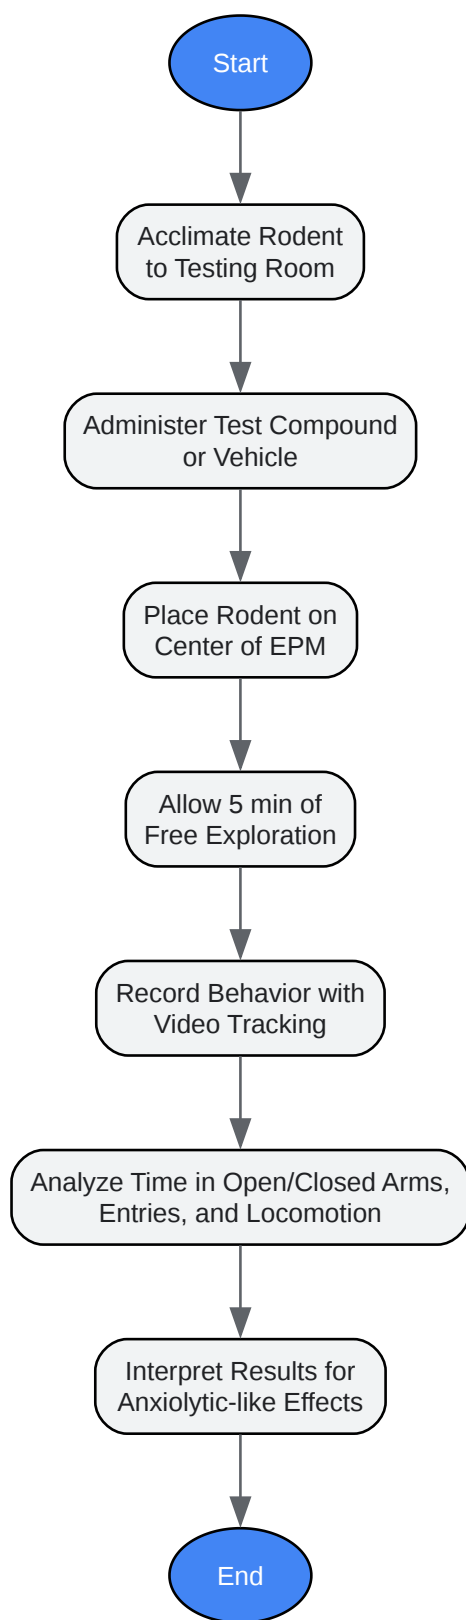 Start
Acclimate Rodent
to Testing Room
Administer Test Compound
or Vehicle
Place Rodent on
Center of EPM
Allow 5 min of
Free Exploration
Record Behavior with
Video Tracking
Analyze Time in Open/Closed Arms,
Entries, and Locomotion
Interpret Results for
Anxiolytic-like Effects
End